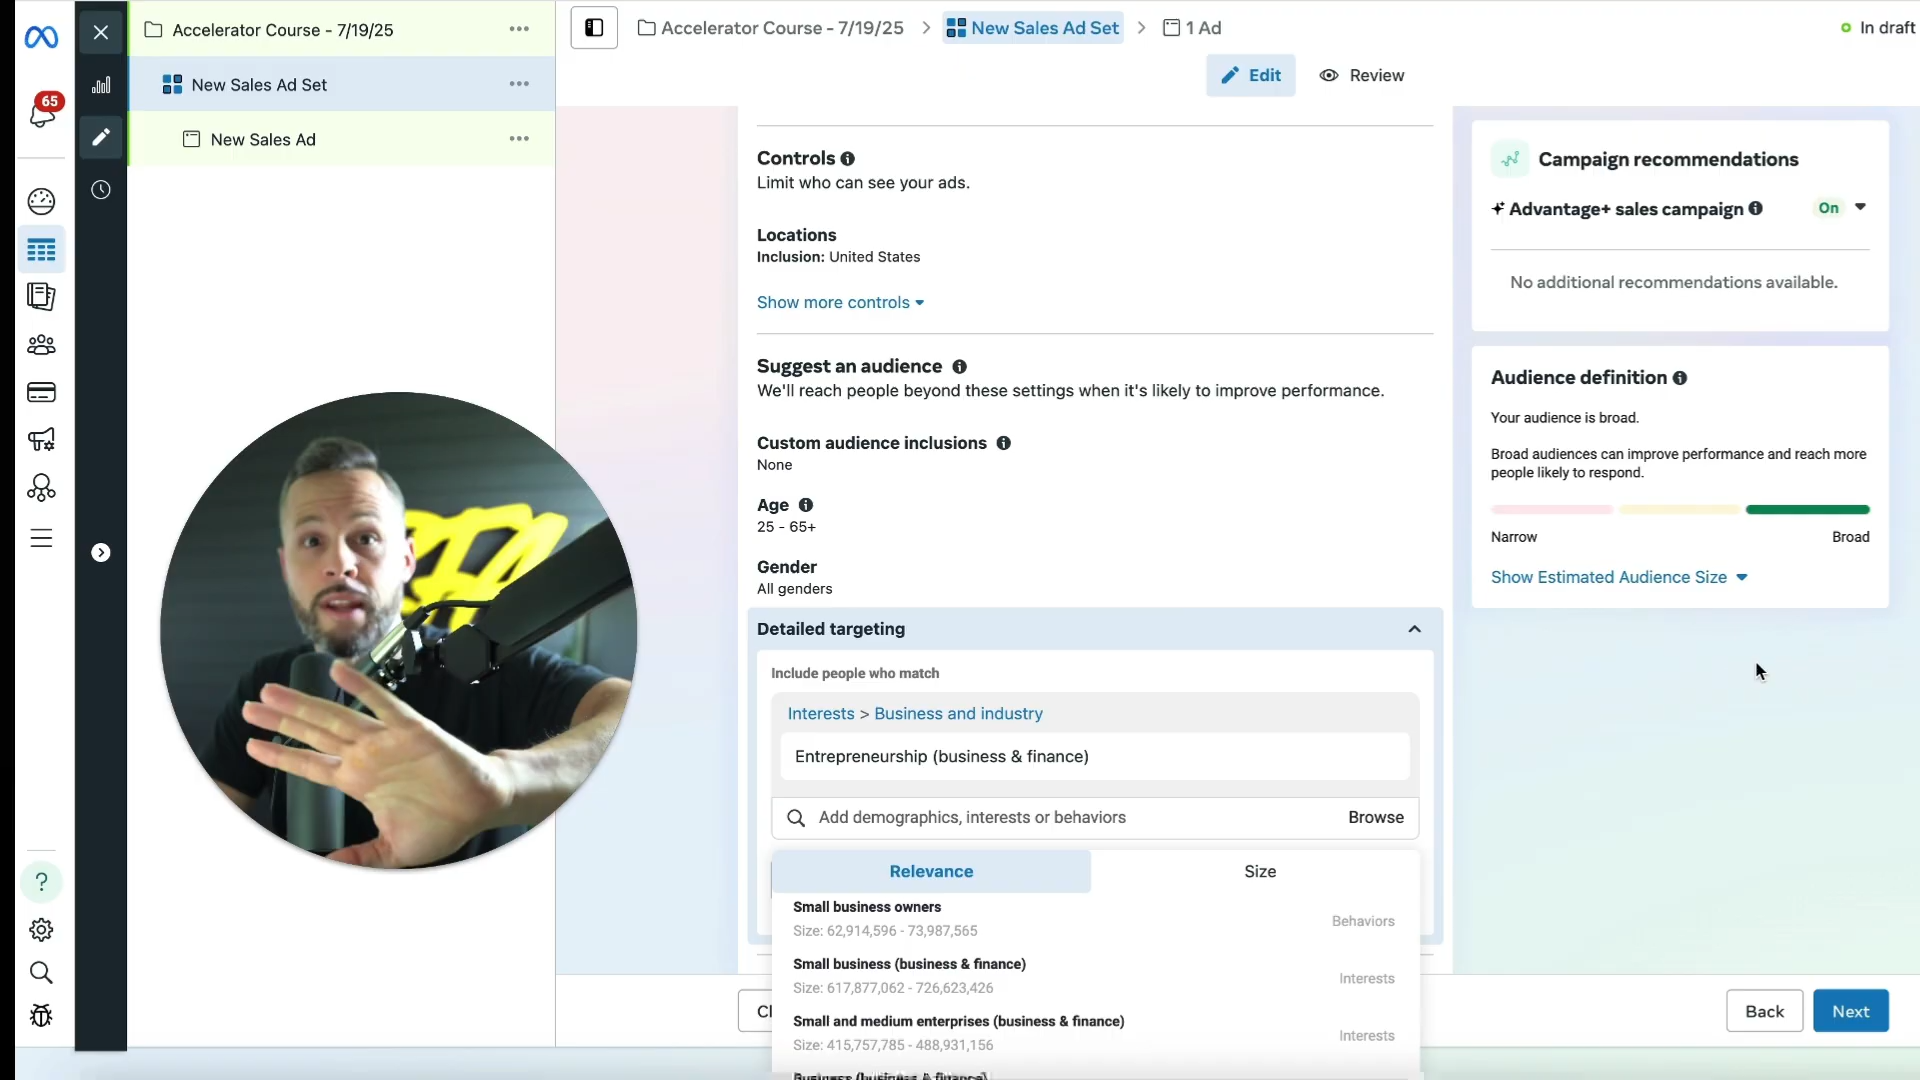 Accelerator Course - 7/19/25
New Sales Ad Set
New Sales Ad
65
Accelerator Course - 7/19/25 > New Sales Ad Set > 1 Ad
In draft
Edit
Review
Controls
Limit who can see your ads.
Locations
Inclusion: United States
Show more controls
Suggest an audience
We'll reach people beyond these settings when it's likely to improve performance.
Custom audience inclusions
None
Age
25 - 65+
Gender
All genders
Detailed targeting
Include people who match
Interests > Business and industry
Entrepreneurship (business & finance)
Add demographics, interests or behaviors
Browse
Relevance
Size
Small business owners
Size: 62,914,596 - 73,987,565
Behaviors
Small business (business & finance)
Size: 617,877,062 - 726,623,426
Interests
Small and medium enterprises (business & finance)
Size: 415,757,785 - 488,931,156
Interests
Business (business & finance)
Campaign recommendations
Advantage+ sales campaign
On
No additional recommendations available.
Audience definition
Your audience is broad.
Broad audiences can improve performance and reach more
people likely to respond.
Narrow
Broad
Show Estimated Audience Size
Back
Next